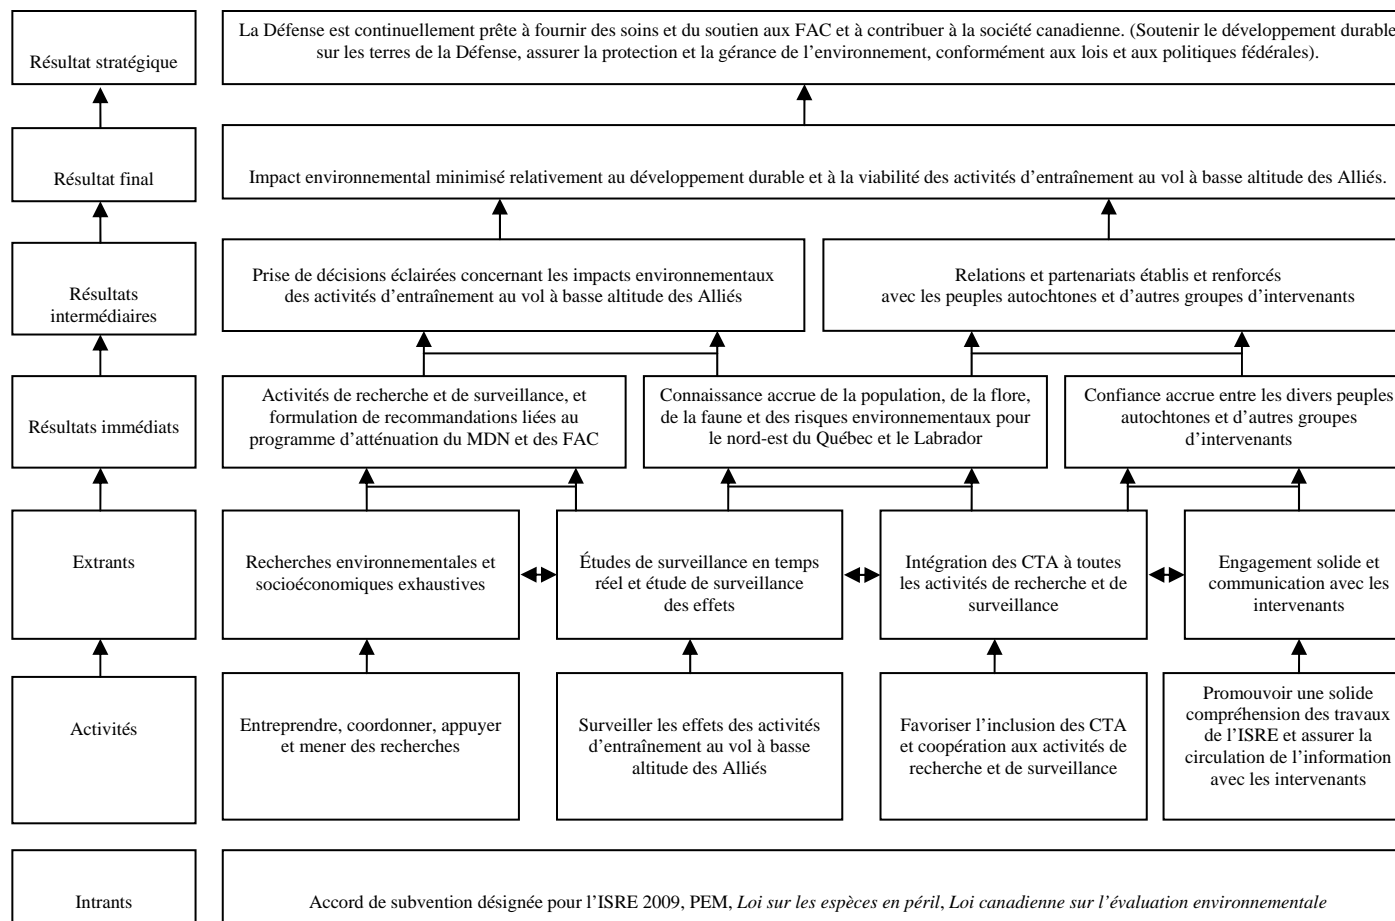 Résultat stratégique
La Défense est continuellement prête à fournir des soins et du soutien aux FAC et à contribuer à la société canadienne. (Soutenir le développement durable
sur les terres de la Défense, assurer la protection et la gérance de l’environnement, conformément aux lois et aux politiques fédérales).
Résultat final
Impact environnemental minimisé relativement au développement durable et à la viabilité des activités d’entraînement au vol à basse altitude des Alliés.
Résultats
intermédiaires
Prise de décisions éclairées concernant les impacts environnementaux
des activités d’entraînement au vol à basse altitude des Alliés
Relations et partenariats établis et renforcés
avec les peuples autochtones et d’autres groupes d’intervenants
Résultats immédiats
Activités de recherche et de surveillance, et
formulation de recommandations liées au
programme d’atténuation du MDN et des FAC
Connaissance accrue de la population, de la flore,
de la faune et des risques environnementaux pour
le nord-est du Québec et le Labrador
Confiance accrue entre les divers peuples
autochtones et d’autres groupes
d’intervenants
Extrants
Recherches environnementales et
socioéconomiques exhaustives
Études de surveillance en temps
réel et étude de surveillance
des effets
Intégration des CTA à toutes
les activités de recherche et de
surveillance
Engagement solide et
communication avec les
intervenants
Activités
Entreprendre, coordonner, appuyer
et mener des recherches
Surveiller les effets des activités
d’entraînement au vol à basse
altitude des Alliés
Favoriser l’inclusion des CTA
et coopération aux activités de
recherche et de surveillance
Promouvoir une solide
compréhension des travaux
de l’ISRE et assurer la
circulation de l’information
avec les intervenants
Intrants
Accord de subvention désignée pour l’ISRE 2009, PEM, Loi sur les espèces en péril, Loi canadienne sur l’évaluation environnementale